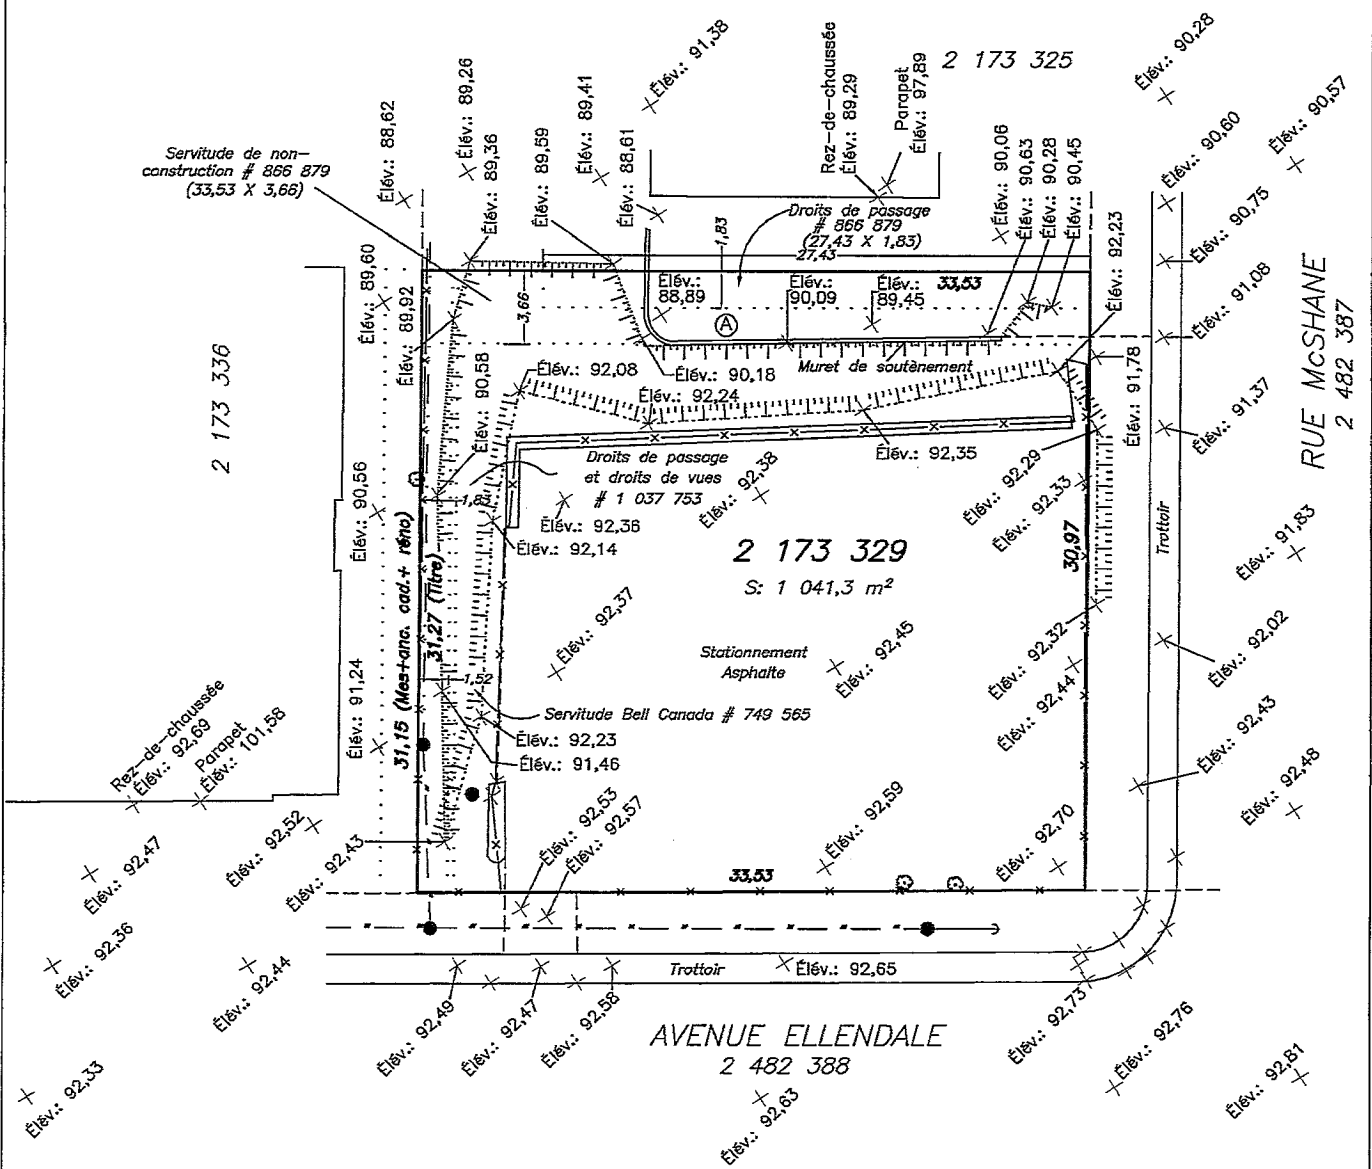 Élév.: 91,38
Élév.: 90,28
2 173 325
Élév.: 88,62
Élév.: 89,26
Élév.: 89,36
Élév.: 89,59
Élév.: 89,41
Élév.: 88,61
Rez-de-chaussée
Élév.: 89,29
Parapet
Élév.: 97,89
Élév.: 90,06
Élév.: 90,63
Élév.: 90,28
Élév.: 90,45
Élév.: 90,57
Élév.: 90,60
Élév.: 90,75
Élév.: 91,08
Élév.: 91,37
Servitude de non-
construction # 866 879
(33,53 X 3,66)
Droits de passage
# 866 879
(27,43 X 1,83)
27,43
1,83
Élév.: 92,23
Élév.: 89,60
Élév.: 89,92
3,66
Élév.:
88,89
Élév.:
90,09
Élév.:
89,45
33,53
A
RUE McSHANE
2 482 387
2 173 336
Élév.: 90,58
Élév.: 92,08
Élév.: 90,18
Élév.: 92,24
Muret de soutènement
Élév.: 91,78
Élév.: 92,35
Droits de passage
et droits de vues
# 1 037 753
Élév.: 92,38
Élév.: 92,29
Élév.: 92,33
1,83
Élév.: 92,36
Élév.: 92,14
Élév.: 90,56
31,15 (Mes+anc. cad.+ réno)
31,27 (Titre)
2 173 329
S: 1 041,3 m²
30,97
Trottoir
Élév.: 91,83
Élév.: 92,37
Stationnement
Asphalte
Élév.: 92,45
Élév.: 92,32
Élév.: 92,44
Élév.: 92,02
Élév.: 92,43
Élév.: 91,24
1,52
Servitude Bell Canada # 749 565
Élév.: 92,23
Élév.: 91,46
Rez-de-chaussée
Élév.: 92,69
Parapet
Élév.: 101,58
Élév.: 92,48
Élév.: 92,52
Élév.: 92,43
Élév.: 92,47
Élév.: 92,53
Élév.: 92,57
Élév.: 92,59
Élév.: 92,70
33,53
Élév.: 92,36
Élév.: 92,44
Trottoir
Élév.: 92,65
Élév.: 92,49
Élév.: 92,47
Élév.: 92,58
AVENUE ELLENDALE
2 482 388
Élév.: 92,73
Élév.: 92,76
Élév.: 92,81
Élév.: 92,33
Élév.: 92,63